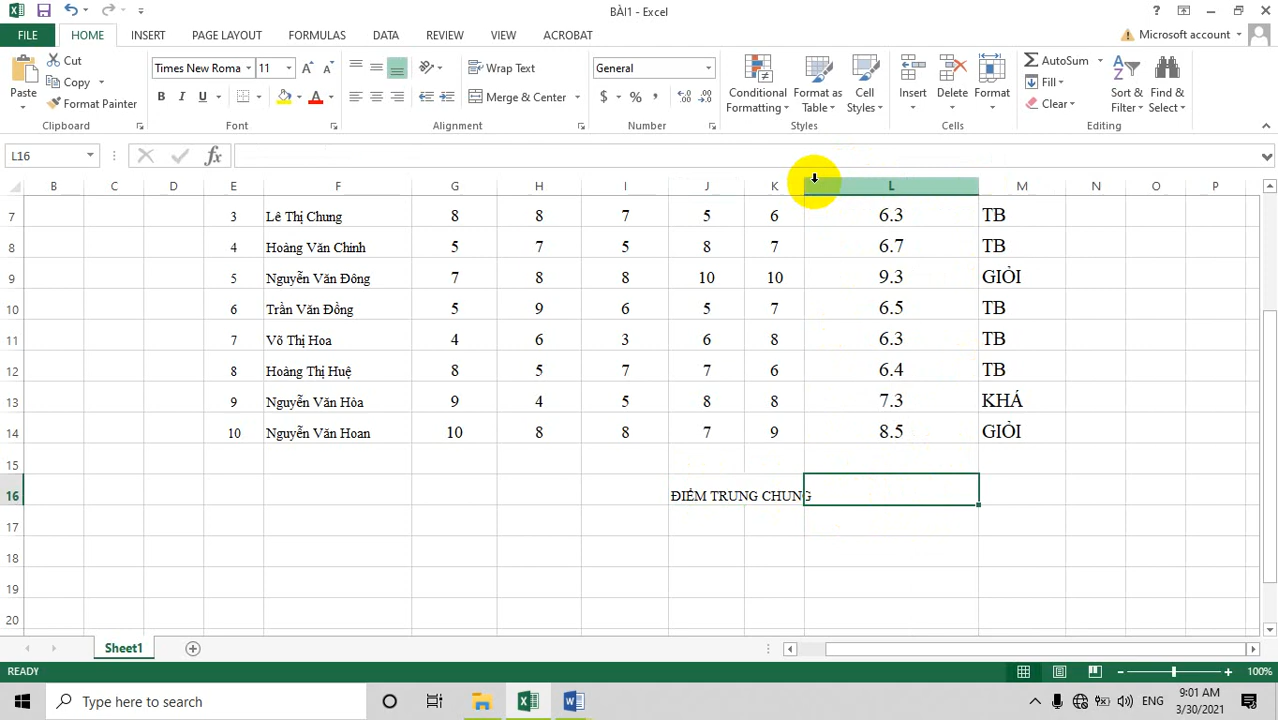 BÀI1 - Excel
FILE HOME INSERT PAGE LAYOUT FORMULAS DATA REVIEW VIEW ACROBAT Microsoft account
Paste Cut Copy Format Painter Clipboard
Times New Roma 11 B I U A Font
Wrap Text Merge & Center Alignment
General $ % , Number
Conditional Formatting Format as Table Cell Styles Styles
Insert Delete Format Cells
AutoSum Fill Clear Sort & Filter Find & Select Editing
L16 fx
B C D E F G H I J K L M N O P
7 3 Lê Thị Chung 8 8 7 5 6 6.3 TB
8 4 Hoàng Văn Chinh 5 7 5 8 7 6.7 TB
9 5 Nguyễn Văn Đông 7 8 8 10 10 9.3 GIỎI
10 6 Trần Văn Đồng 5 9 6 5 7 6.5 TB
11 7 Võ Thị Hoa 4 6 3 6 8 6.3 TB
12 8 Hoàng Thị Huệ 8 5 7 7 6 6.4 TB
13 9 Nguyễn Văn Hòa 9 4 5 8 8 7.3 KHÁ
14 10 Nguyễn Văn Hoan 10 8 8 7 9 8.5 GIỎI
15
16 ĐIỂM TRUNG CHUNG
17
18
19
20
Sheet1
READY 100%
Type here to search ENG 9:01 AM
3/30/2021